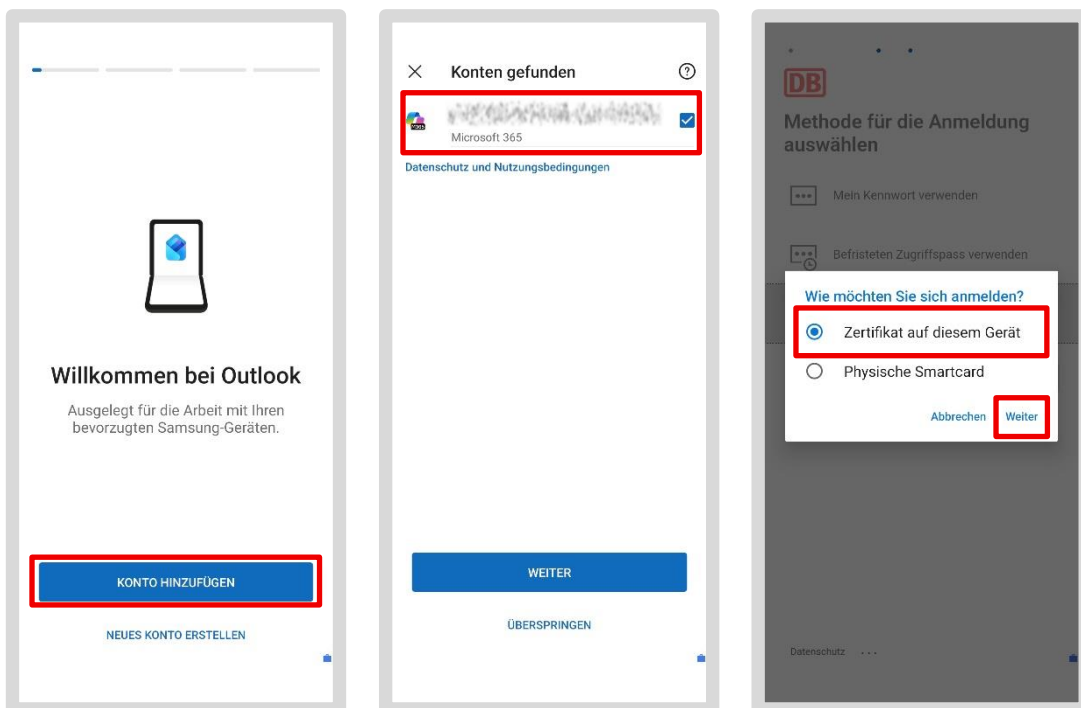 Willkommen bei Outlook
Ausgelegt für die Arbeit mit Ihren
bevorzugten Samsung-Geräten.
KONTO HINZUFÜGEN
NEUES KONTO ERSTELLEN
Konten gefunden
M365
Microsoft 365
Datenschutz und Nutzungsbedingungen
WEITER
ÜBERSPRINGEN
DB
Methode für die Anmeldung
auswählen
Mein Kennwort verwenden
Befristeten Zugriffspass verwenden
Wie möchten Sie sich anmelden?
Zertifikat auf diesem Gerät
Physische Smartcard
Abbrechen Weiter
Datenschutz ...